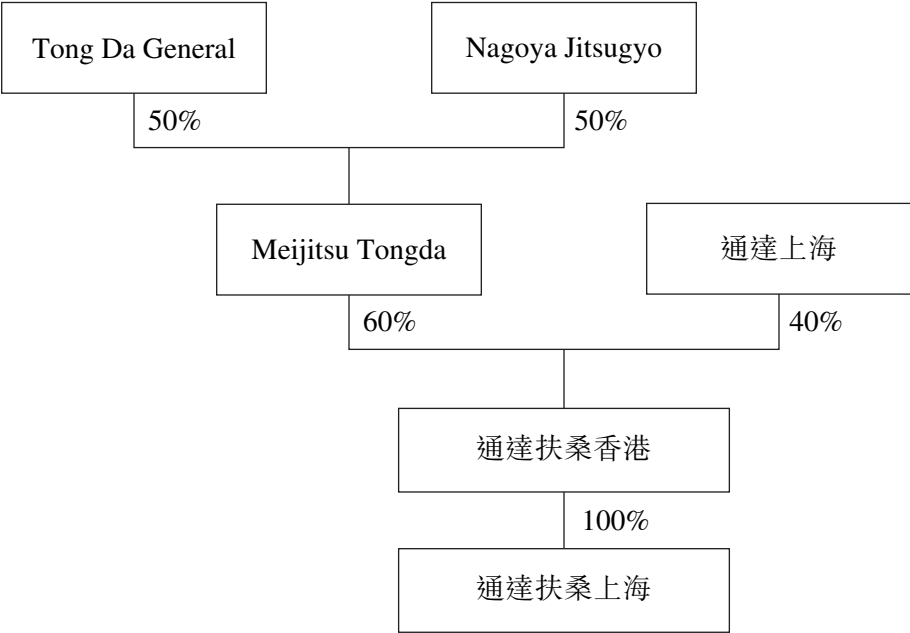 Tong Da General
Nagoya Jitsugyo
50%
50%
Meijitsu Tongda
通達上海
60%
40%
通達扶桑香港
100%
通達扶桑上海